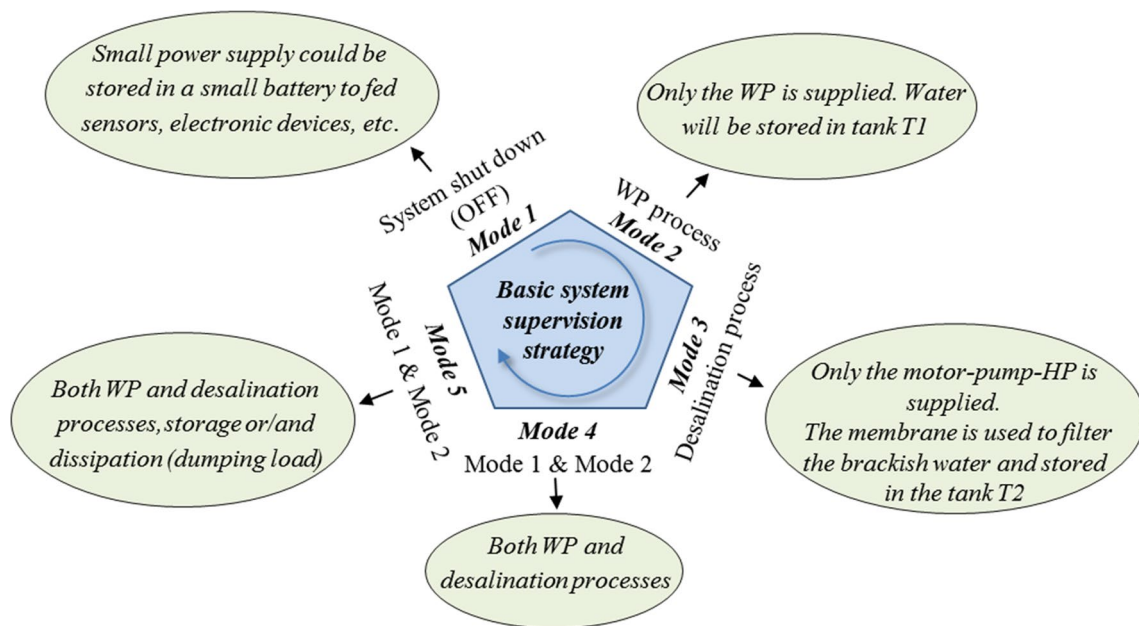 Small power supply could be
stored in a small battery to fed
sensors, electronic devices, etc.
Only the WP is supplied. Water
will be stored in tank T1
System shut down
(OFF)
Mode 1
WP process
Mode 2
Basic system
supervision
strategy
Mode 3
Desalination process
Only the motor-pump-HP is
supplied.
The membrane is used to filter
the brackish water and stored
in the tank T2
Mode 4
Mode 1 & Mode 2
Both WP and
desalination processes
Mode 5
Mode 1 & Mode 2
Both WP and desalination
processes, storage or/and
dissipation (dumping load)